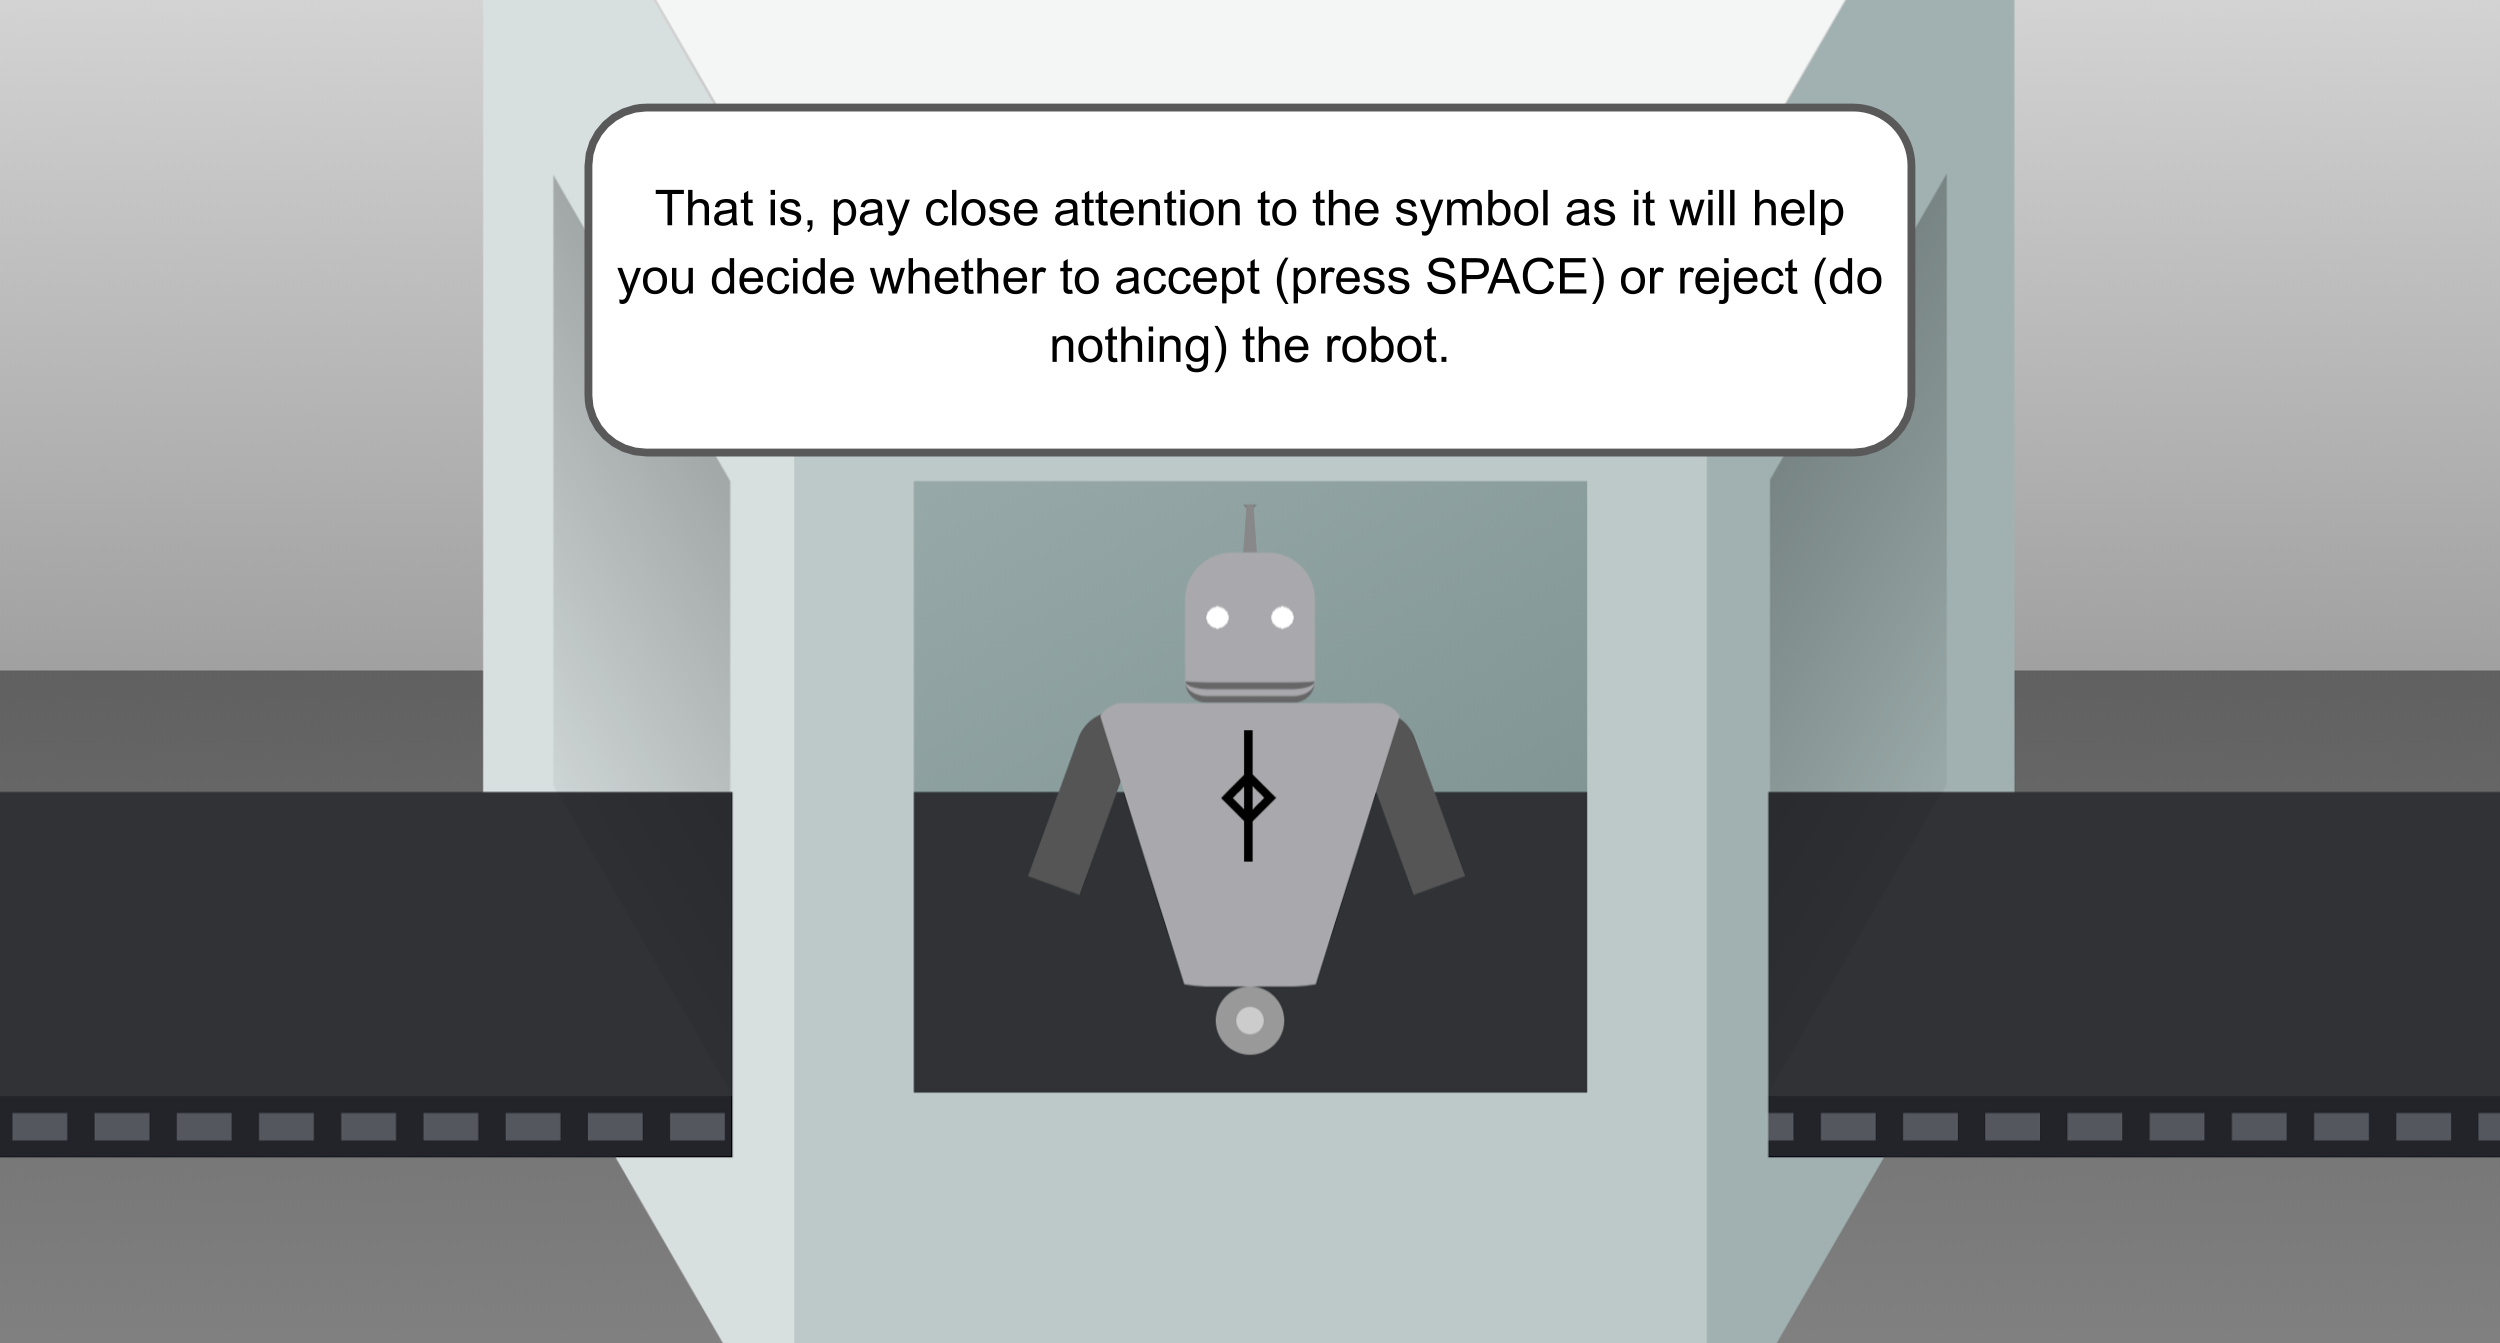 That is, pay close attention to the symbol as it will help
you decide whether to accept (press SPACE) or reject (do
nothing) the robot.